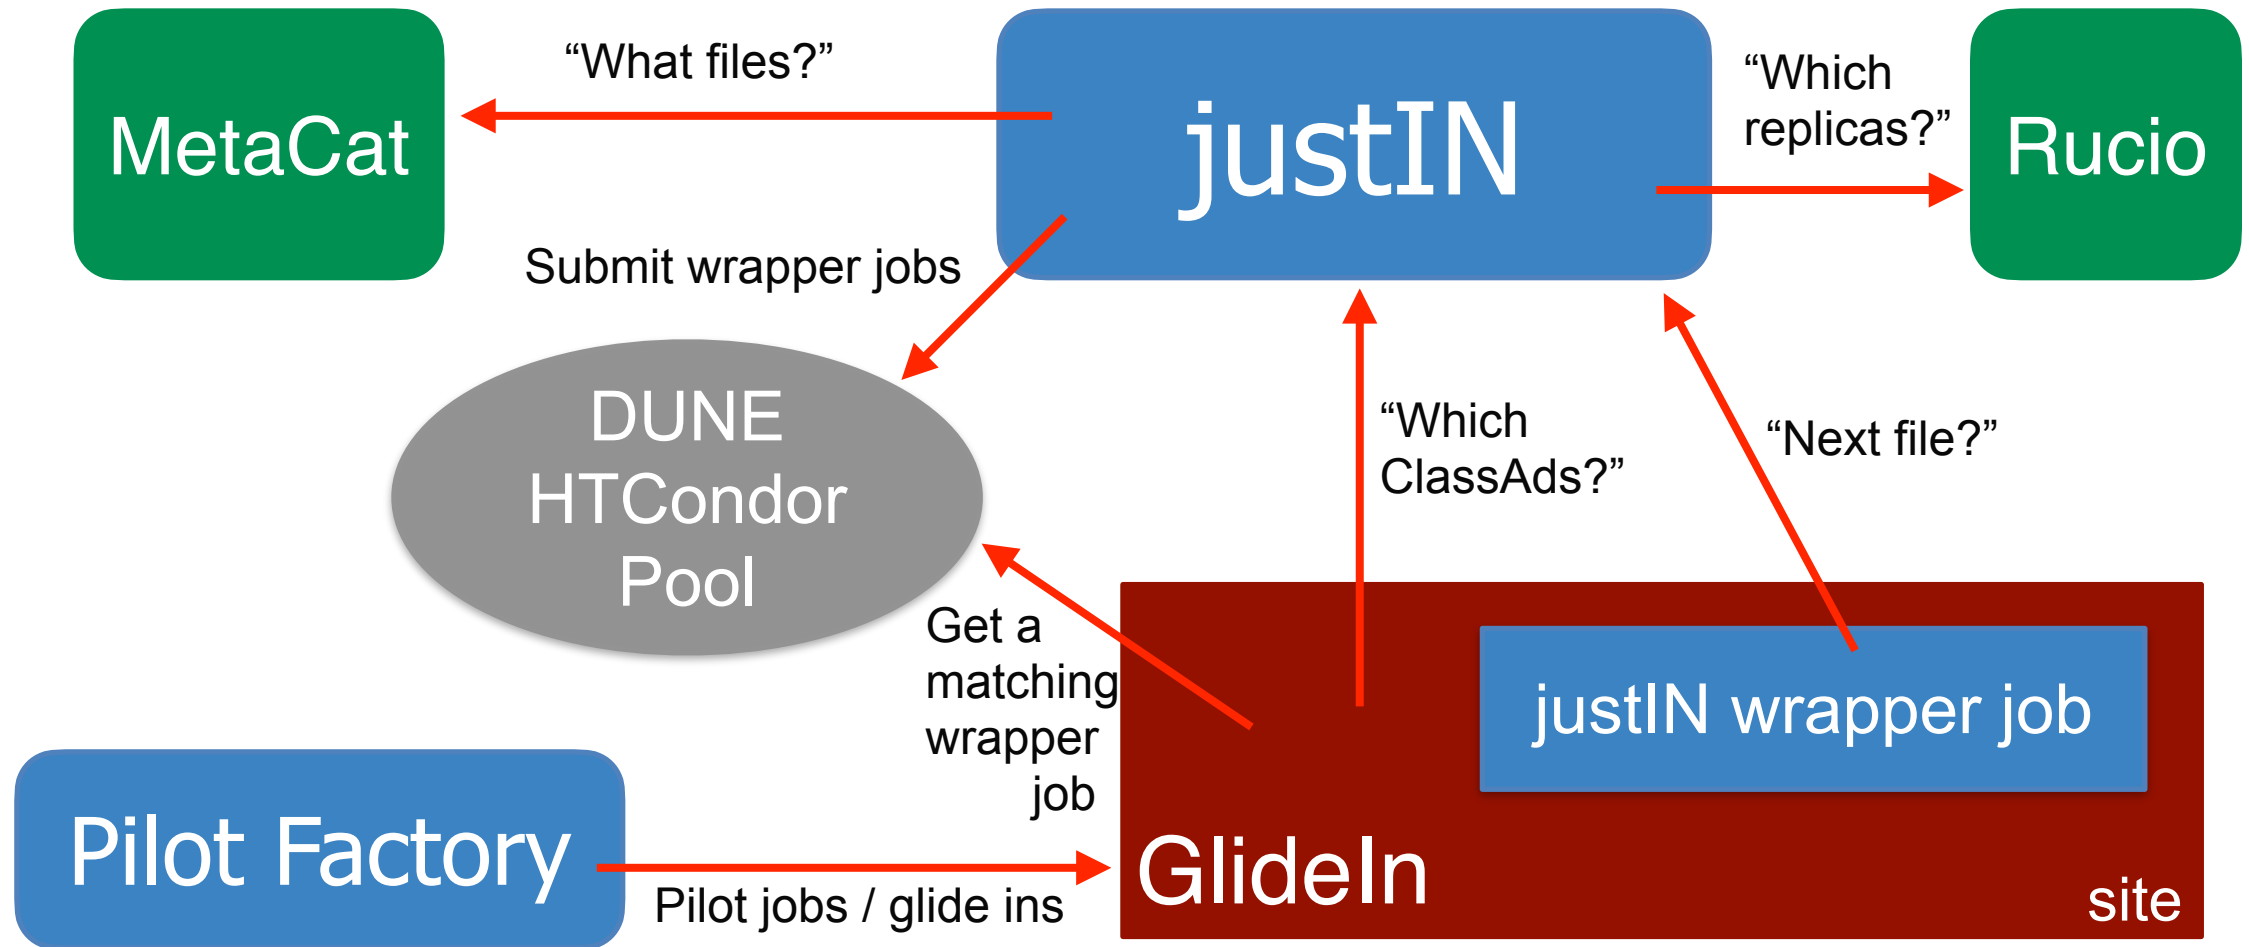 MetaCat
“What files?”
justIN
“Which
replicas?”
Rucio
Submit wrapper jobs
DUNE
HTCondor
Pool
“Which
ClassAds?”
“Next file?”
Get a
matching
wrapper
job
justIN wrapper job
Pilot Factory
Pilot jobs / glide ins
GlideIn
site